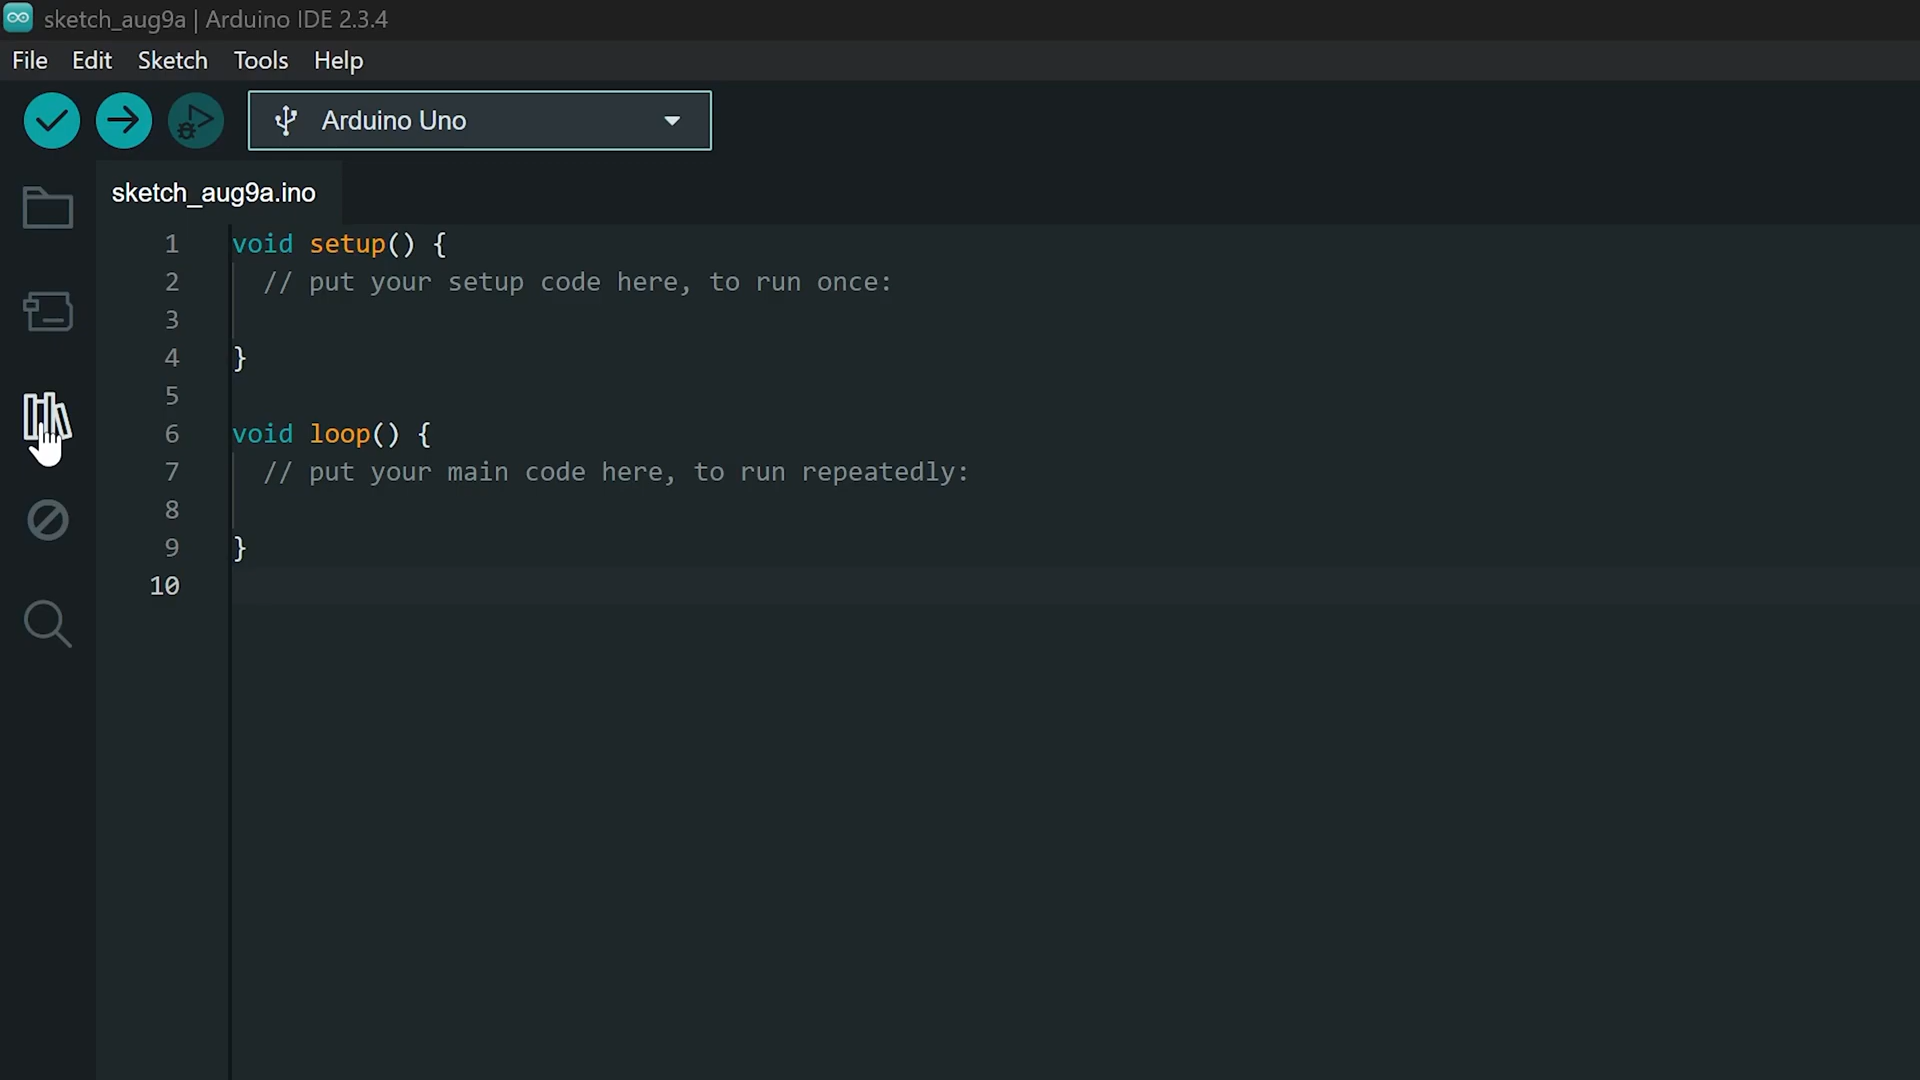 sketch_aug9a | Arduino IDE 2.3.4
File Edit Sketch Tools Help
Arduino Uno
sketch_aug9a.ino
1 void setup() {
2 // put your setup code here, to run once:
3
4 }
5
6 void loop() {
7 // put your main code here, to run repeatedly:
8
9 }
10